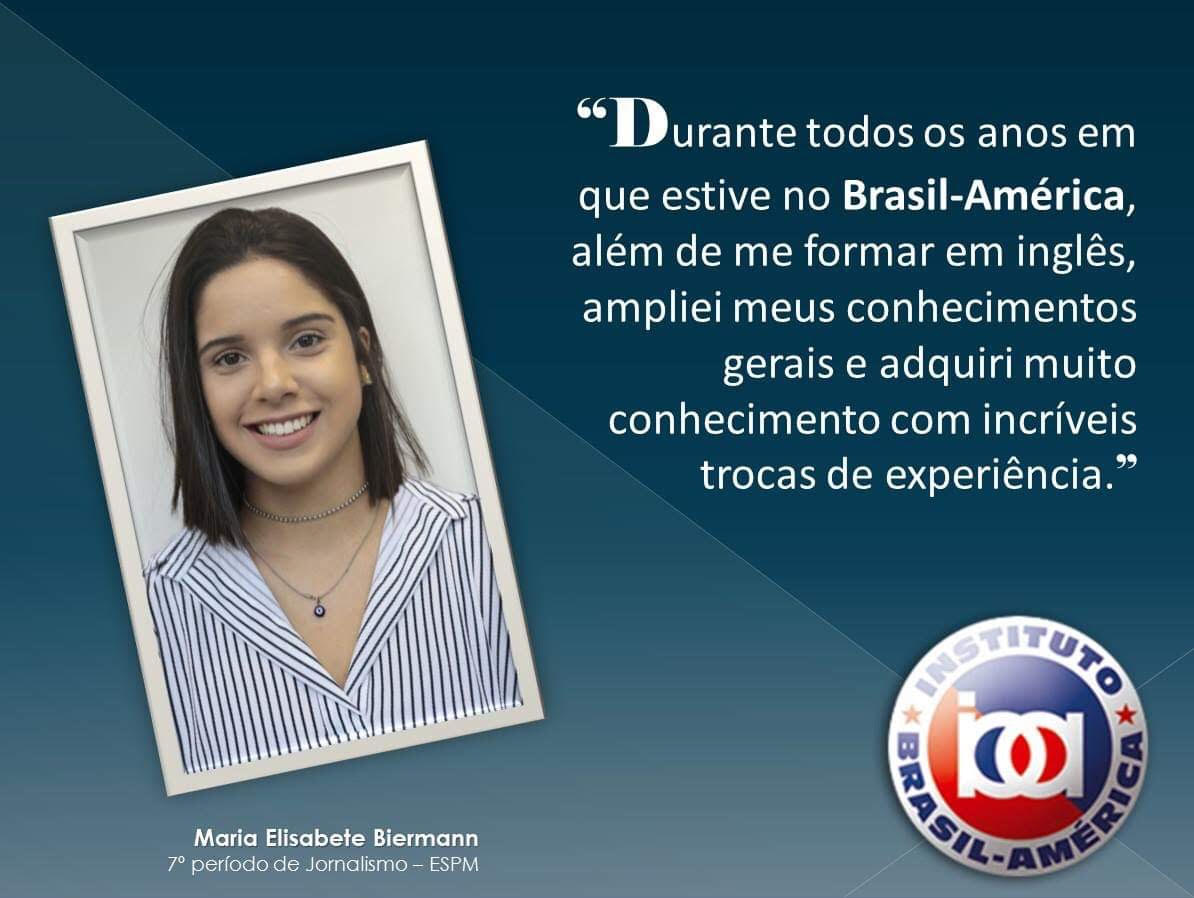 “Durante todos os anos em
que estive no Brasil-América,
além de me formar em inglês,
ampliei meus conhecimentos
gerais e adquiri muito
conhecimento com incríveis
trocas de experiência.”
Maria Elisabete Biermann
7º período de Jornalismo – ESPM
INSTITUTO
iba
BRASIL-AMÉRICA